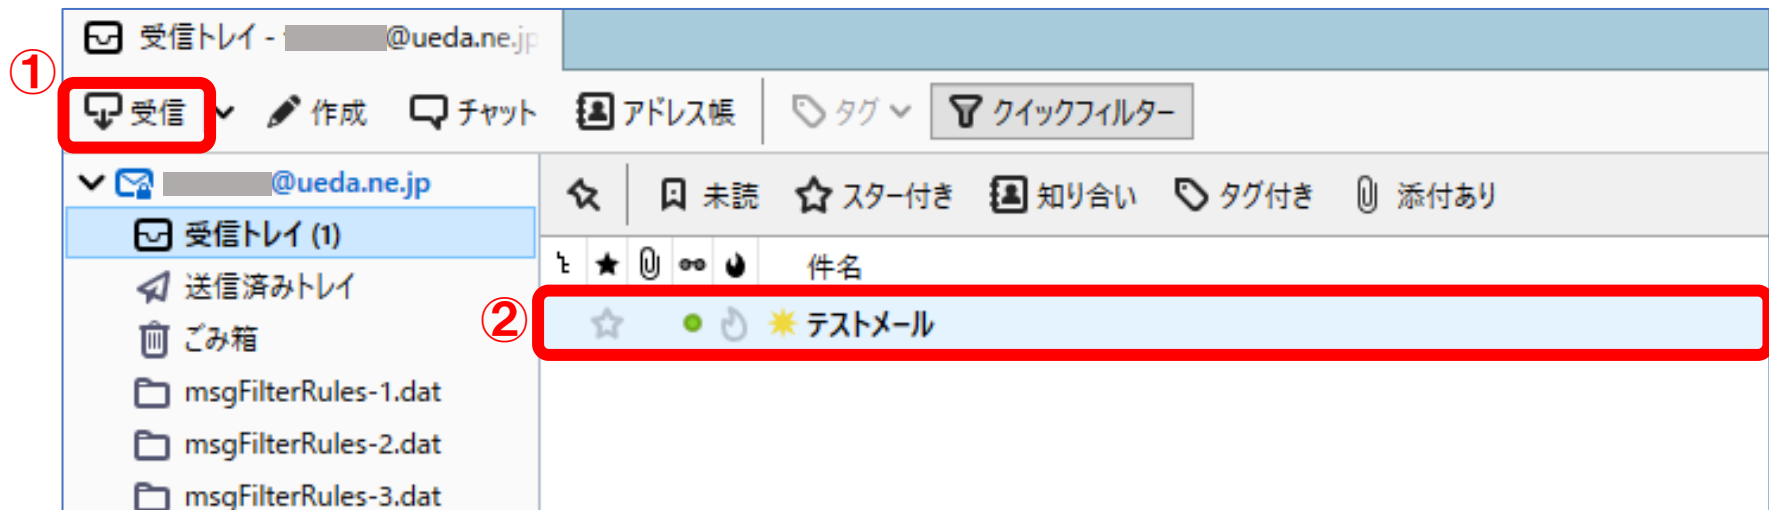 受信トレイ - @ueda.ne.jp
①
受信 作成 チャット アドレス帳 タグ クイックフィルター
@ueda.ne.jp
未読 スター付き 知り合い タグ付き 添付あり
受信トレイ (1)
件名
送信済みトレイ
②
テストメール
ごみ箱
msgFilterRules-1.dat
msgFilterRules-2.dat
msgFilterRules-3.dat